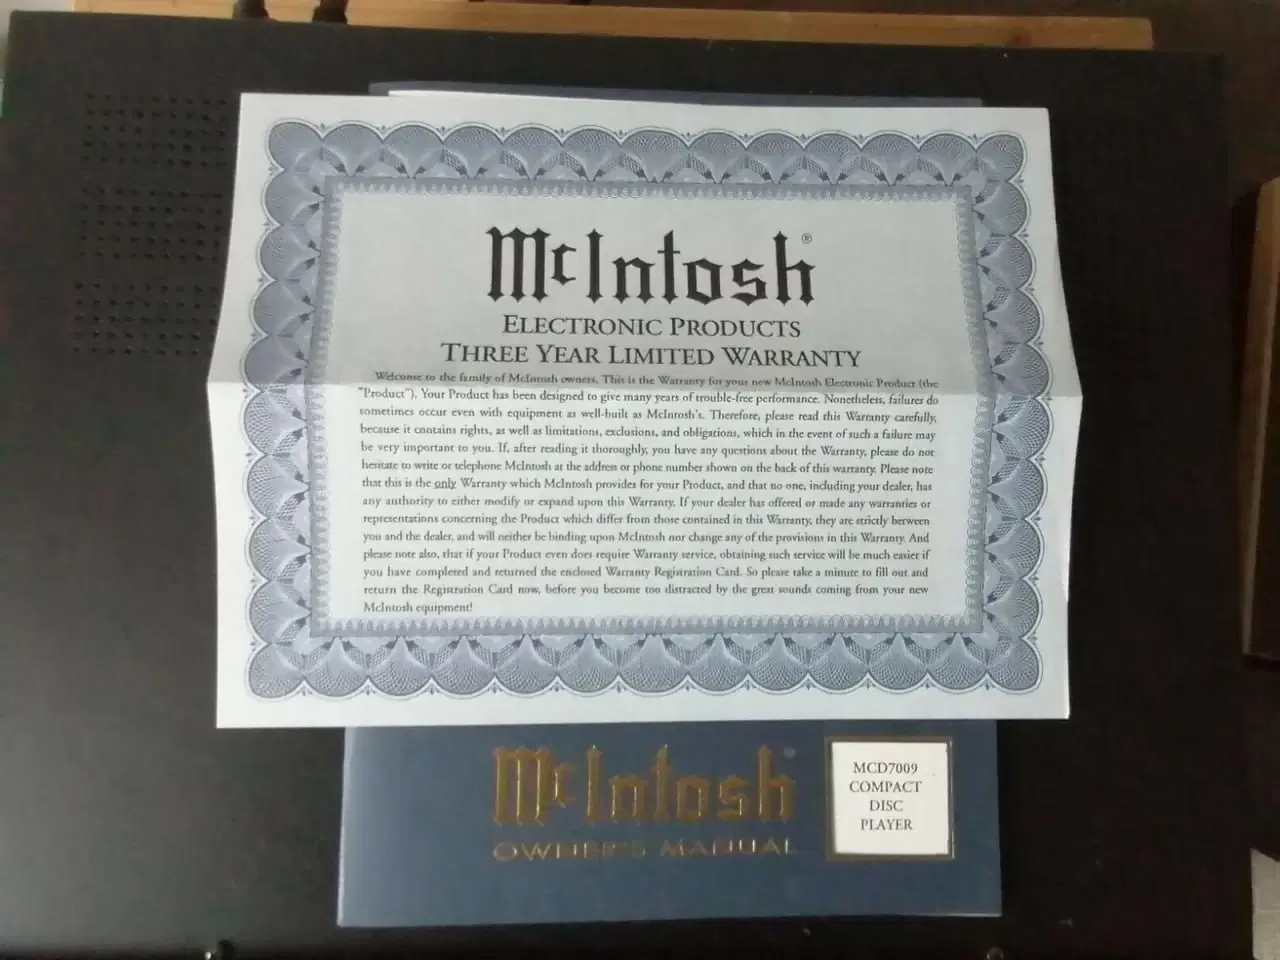 McIntosh®
ELECTRONIC PRODUCTS
THREE YEAR LIMITED WARRANTY
Welcome to the family of McIntosh owners. This is the Warranty for your new McIntosh Electronic Product (the
"Product"). Your Product has been designed to give many years of trouble-free performance. Nonetheless, failures do
sometimes occur even with equipment as well-built as McIntosh's. Therefore, please read this Warranty carefully,
because it contains rights, as well as limitations, exclusions, and obligations, which in the event of such a failure may
be very important to you. If, after reading it thoroughly, you have any questions about the Warranty, please do not
hesitate to write or telephone McIntosh at the address or phone number shown on the back of this warranty. Please note
that this is the only Warranty which McIntosh provides for your Product, and that no one, including your dealer, has
any authority to either modify or expand upon this Warranty. If your dealer has offered or made any warranties or
representations concerning the Product which differ from those contained in this Warranty, they are strictly between
you and the dealer, and will neither be binding upon McIntosh nor change any of the provisions in this Warranty. And
please note also, that if your Product even does require Warranty service, obtaining such service will be much easier if
you have completed and returned the enclosed Warranty Registration Card. So please take a minute to fill out and
return the Registration Card now, before you become too distracted by the great sounds coming from your new
McIntosh equipment!
McIntosh®
OWNER'S MANUAL
MCD7009
COMPACT
DISC
PLAYER